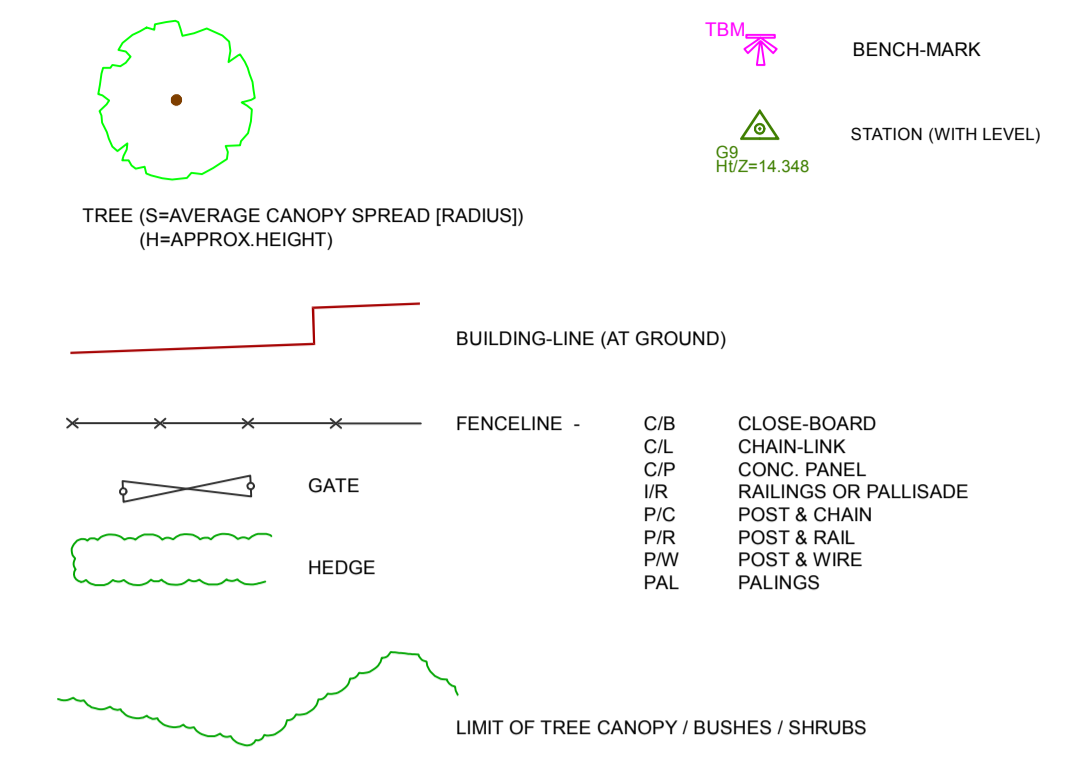 TBM
BENCH-MARK
STATION (WITH LEVEL)
G9
Ht/Z=14.348
TREE (S=AVERAGE CANOPY SPREAD [RADIUS])
(H=APPROX.HEIGHT)
BUILDING-LINE (AT GROUND)
FENCELINE - C/B CLOSE-BOARD
C/L CHAIN-LINK
C/P CONC. PANEL
I/R RAILINGS OR PALLISADE
P/C POST & CHAIN
P/R POST & RAIL
P/W POST & WIRE
PAL PALINGS
GATE
HEDGE
LIMIT OF TREE CANOPY / BUSHES / SHRUBS